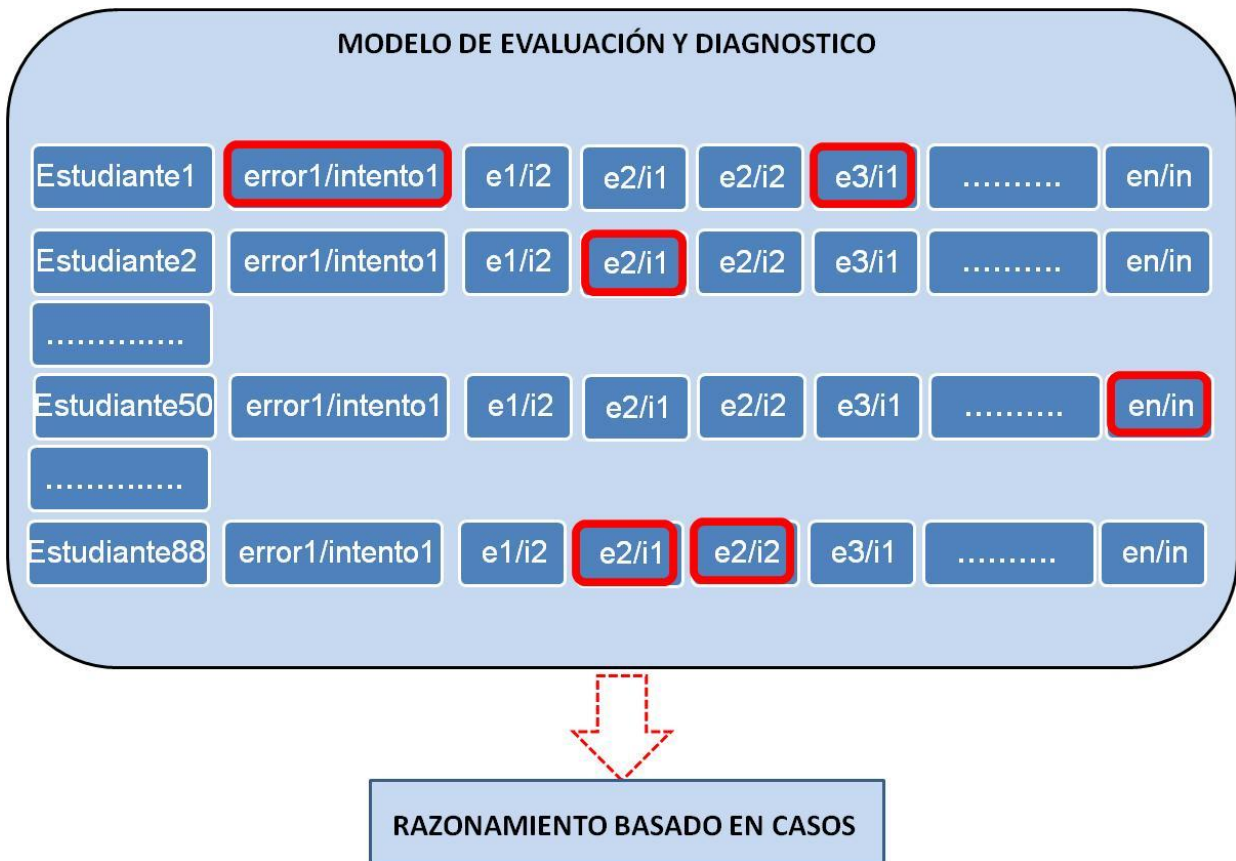 MODELO DE EVALUACIÓN Y DIAGNOSTICO
Estudiante1 error1/intento1 e1/i2 e2/i1 e2/i2 e3/i1 .......... en/in
Estudiante2 error1/intento1 e1/i2 e2/i1 e2/i2 e3/i1 .......... en/in
..............
Estudiante50 error1/intento1 e1/i2 e2/i1 e2/i2 e3/i1 .......... en/in
..............
Estudiante88 error1/intento1 e1/i2 e2/i1 e2/i2 e3/i1 .......... en/in
RAZONAMIENTO BASADO EN CASOS